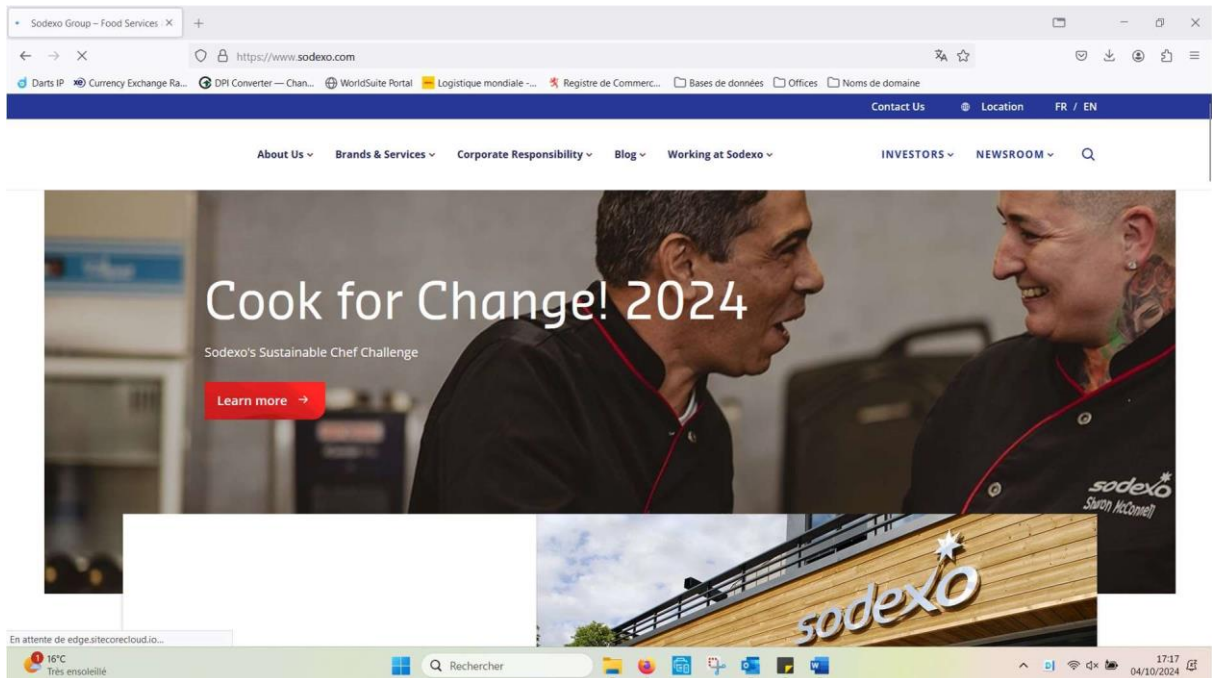 Sodexo Group – Food Services
https://www.sodexo.com
Darts IP
Currency Exchange Ra...
DPI Converter — Chan...
WorldSuite Portal
Logistique mondiale -...
Registre de Commerc...
Bases de données
Offices
Noms de domaine
Contact Us
Location
FR / EN
About Us
Brands & Services
Corporate Responsibility
Blog
Working at Sodexo
INVESTORS
NEWSROOM
Cook for Change! 2024
Sodexo's Sustainable Chef Challenge
Learn more →
sodexo
Sharon McConnell
sodexo
En attente de edge.sitecorecloud.io...
1
16°C
Très ensoleillé
Rechercher
17:17
04/10/2024